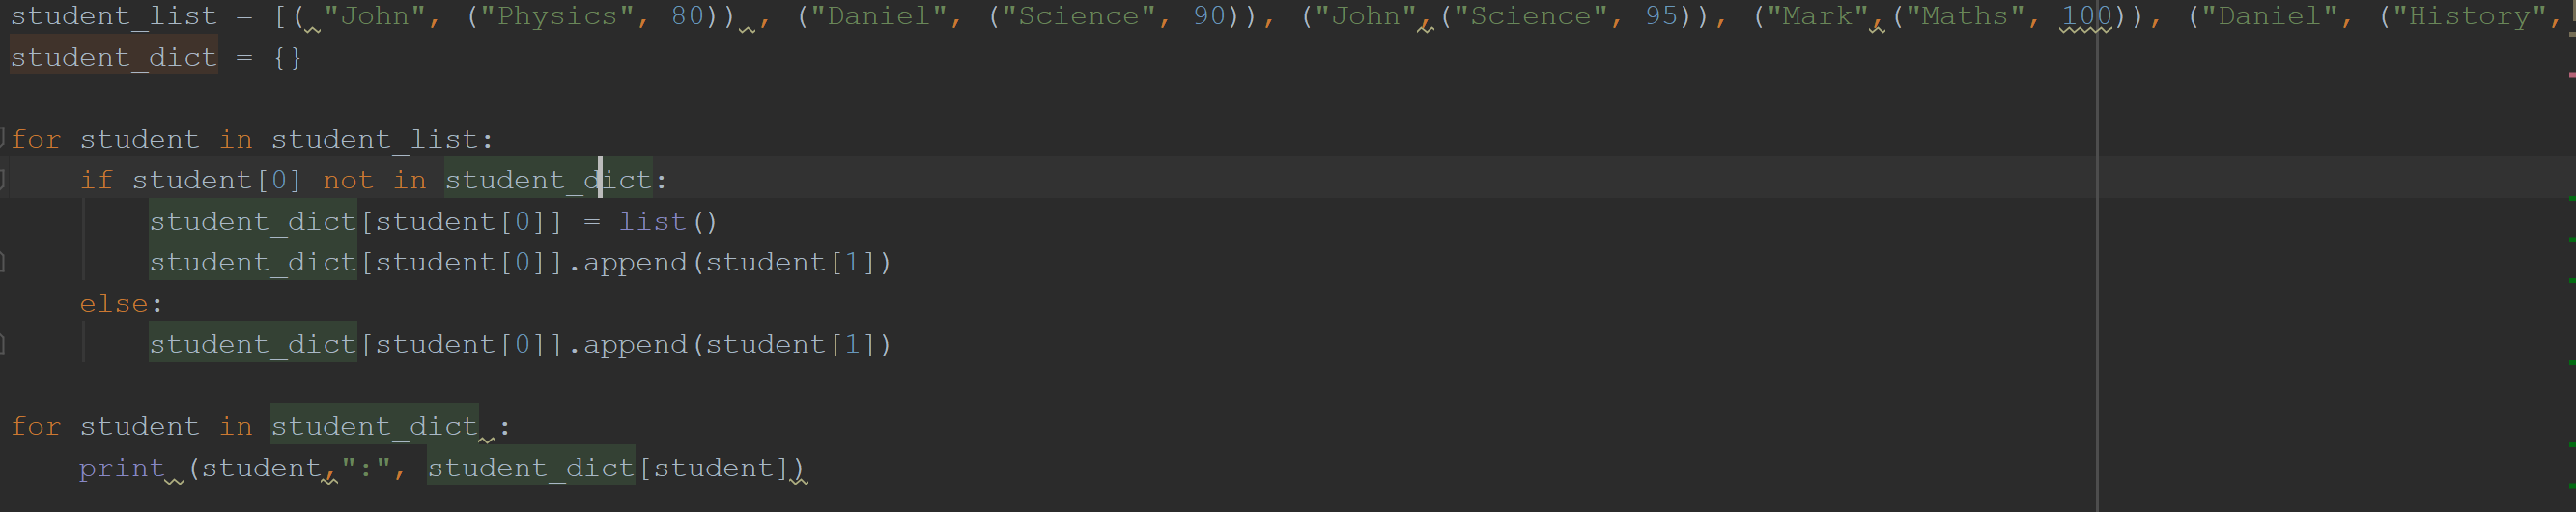 student_list = [( "John", ("Physics", 80)) , ("Daniel", ("Science", 90)), ("John",("Science", 95)), ("Mark",("Maths", 100)), ("Daniel", ("History",
student_dict = {}
for student in student_list:
    if student[0] not in student_dict:
        student_dict[student[0]] = list()
        student_dict[student[0]].append(student[1])
    else:
        student_dict[student[0]].append(student[1])
for student in student_dict :
    print (student,":", student_dict[student])